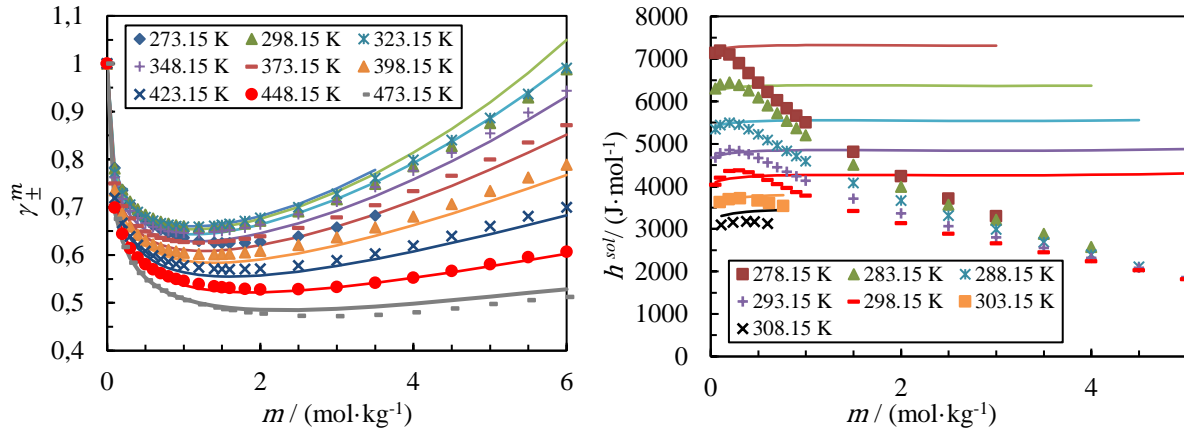 1,1
1
0,9
0,8
0,7
0,6
0,5
0,4
γ±^m
273.15 K 298.15 K 323.15 K
348.15 K 373.15 K 398.15 K
423.15 K 448.15 K 473.15 K
0 2 4 6
m / (mol·kg-1)
8000
7000
6000
5000
4000
3000
2000
1000
0
h sol/ (J·mol-1)
278.15 K 283.15 K 288.15 K
293.15 K 298.15 K 303.15 K
308.15 K
0 2 4
m / (mol·kg-1)